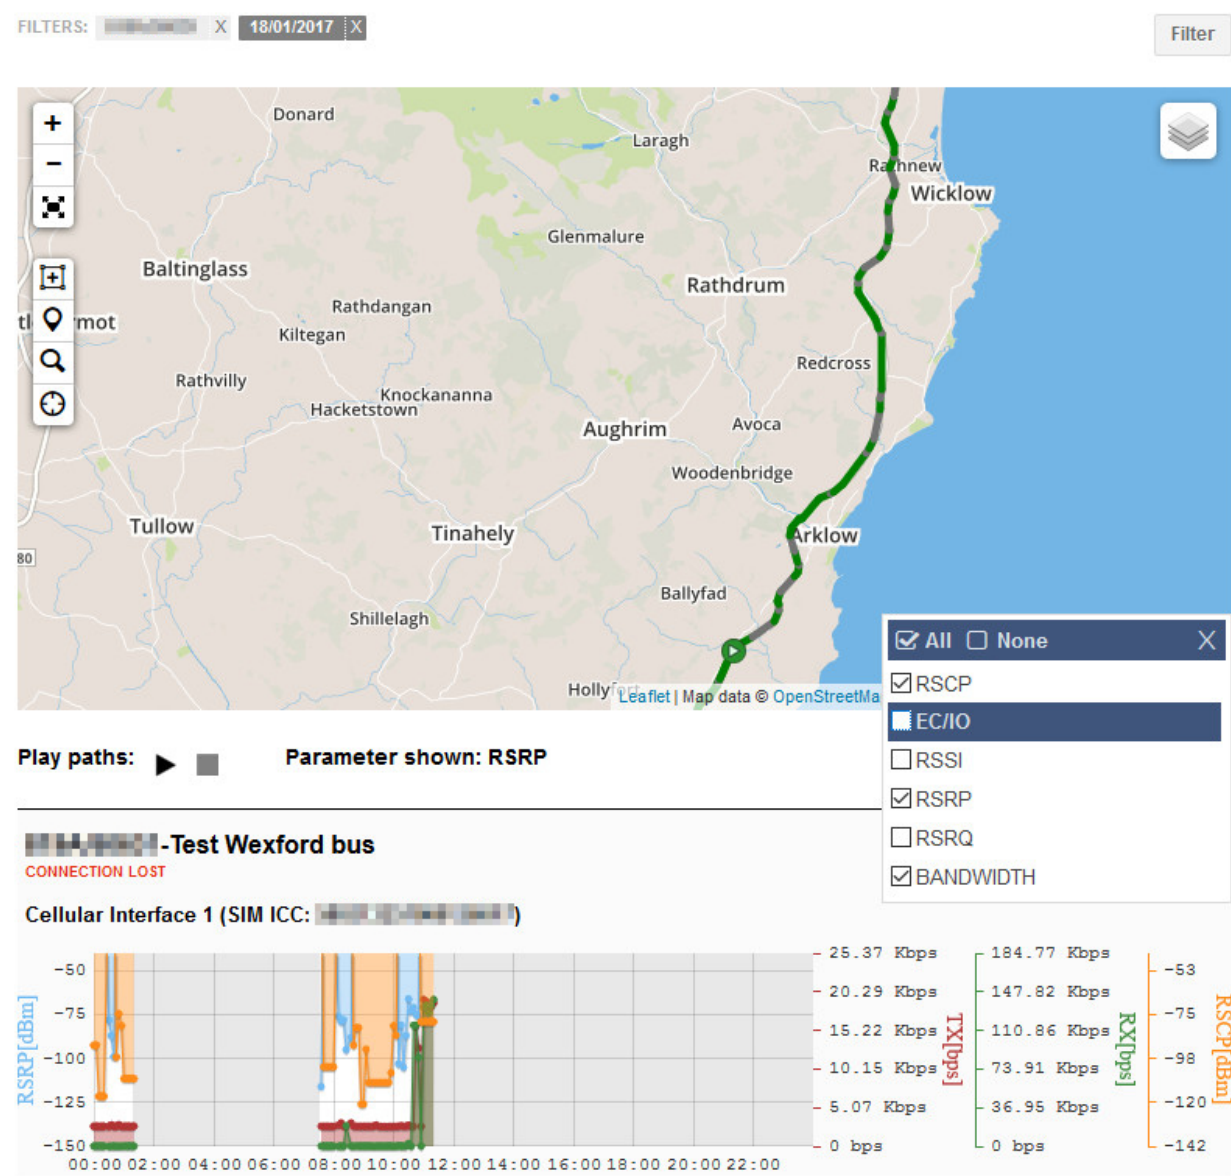 FILTERS: X 18/01/2017 X
Filter
+
Donard
Laragh
−
Rathnew
Wicklow
Glenmalure
Baltinglass
Rathdrum
Rathdangan
Kiltegan
mot
Redcross
Rathvilly
Knockananna
Hacketstown
Aughrim
Avoca
Woodenbridge
Tullow
Tinahely
Arklow
80
Ballyfad
Shillelagh
Hollyfort
Leaflet | Map data © OpenStreetMa
All None X
RSCP
EC/IO
RSSI
RSRP
RSRQ
BANDWIDTH
Play paths:
Parameter shown: RSRP
-Test Wexford bus
CONNECTION LOST
Cellular Interface 1 (SIM ICC: )
RSRP[dBm]
-50
-75
-100
-125
-150
00:00 02:00 04:00 06:00 08:00 10:00 12:00 14:00 16:00 18:00 20:00 22:00
25.37 Kbps
20.29 Kbps
15.22 Kbps
10.15 Kbps
5.07 Kbps
0 bps
TX[bps]
184.77 Kbps
147.82 Kbps
110.86 Kbps
73.91 Kbps
36.95 Kbps
0 bps
RX[bps]
-53
-75
-98
-120
-142
RSCP[dBm]